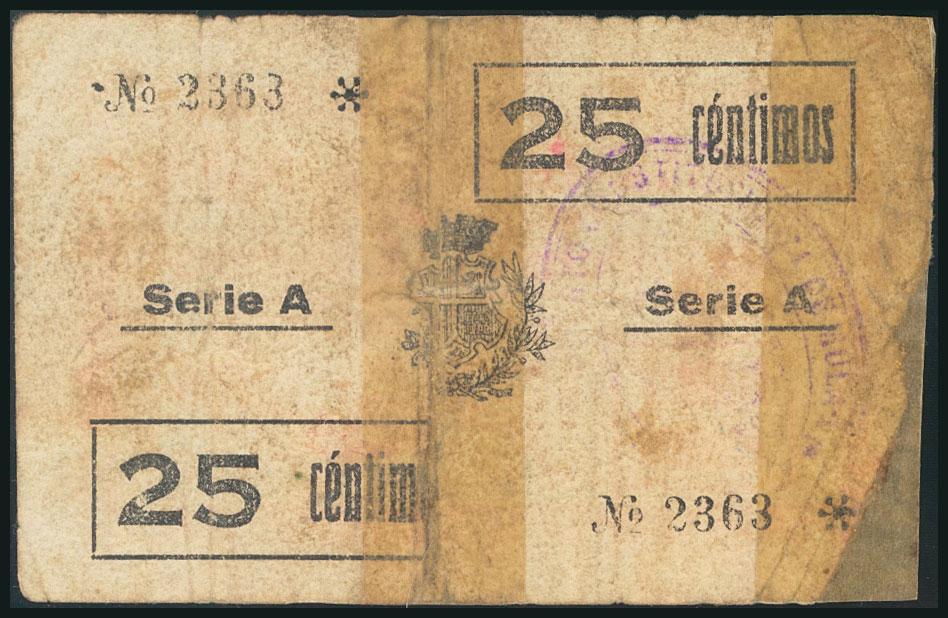 № 2363 *
25 céntimos
Serie A
Serie A
25 céntim
№ 2363 *